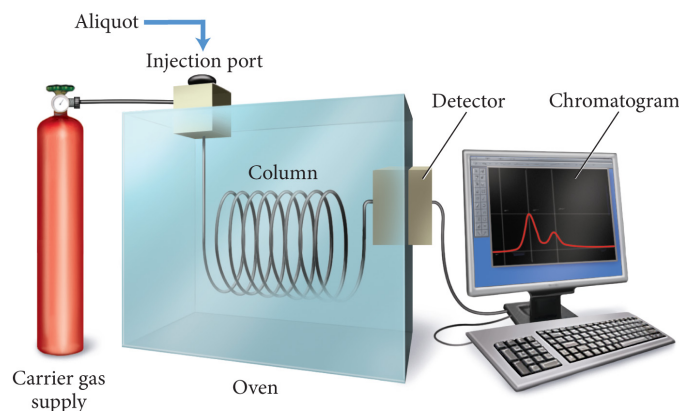 Aliquot
Injection port
Detector
Chromatogram
Column
Carrier gas
supply
Oven